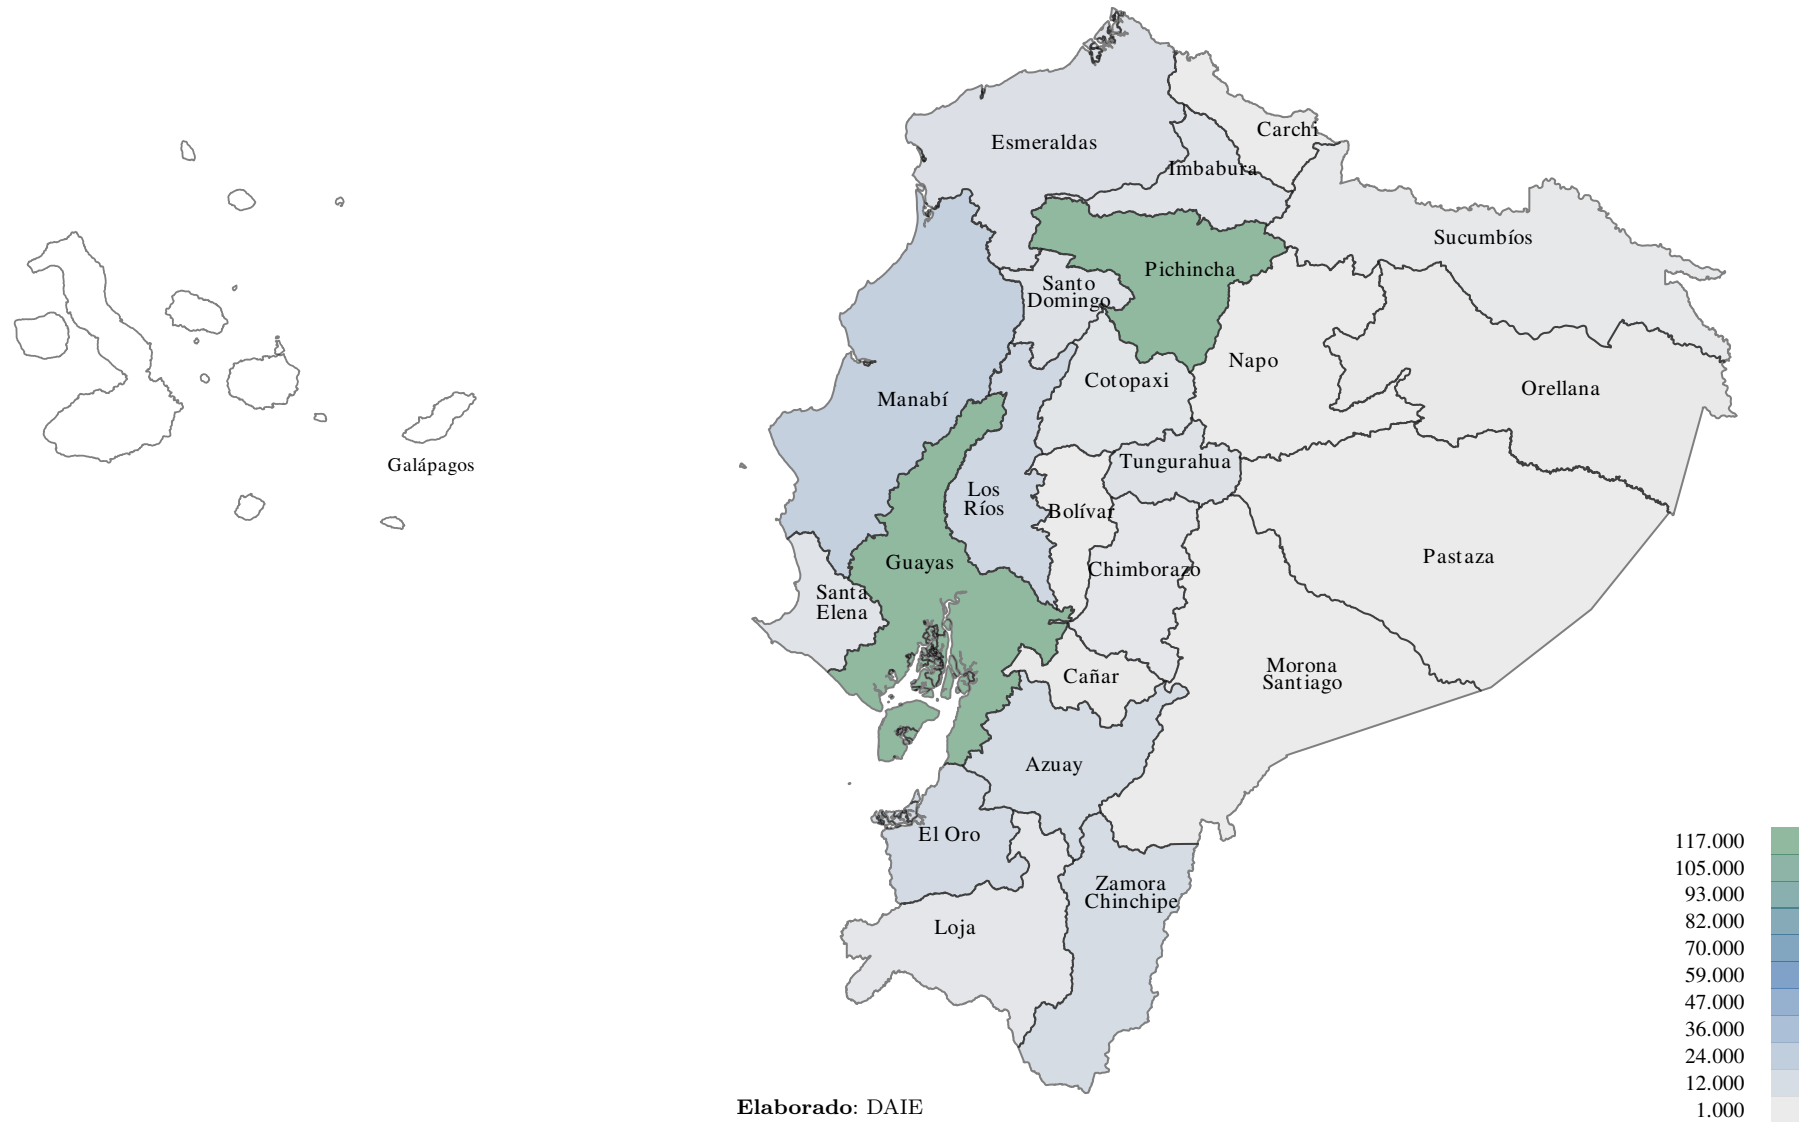 Carchi
Esmeraldas
Imbabura
Sucumbíos
Pichincha
Santo
Domingo
Napo
Cotopaxi
Orellana
Manabí
Galápagos
Tungurahua
Los
Ríos
Bolívar
Pastaza
Guayas
Chimborazo
Santa
Elena
Morona
Santiago
Cañar
Azuay
El Oro
Zamora
Chinchipe
Loja
117.000
105.000
93.000
82.000
70.000
59.000
47.000
36.000
24.000
12.000
1.000
Elaborado: DAIE